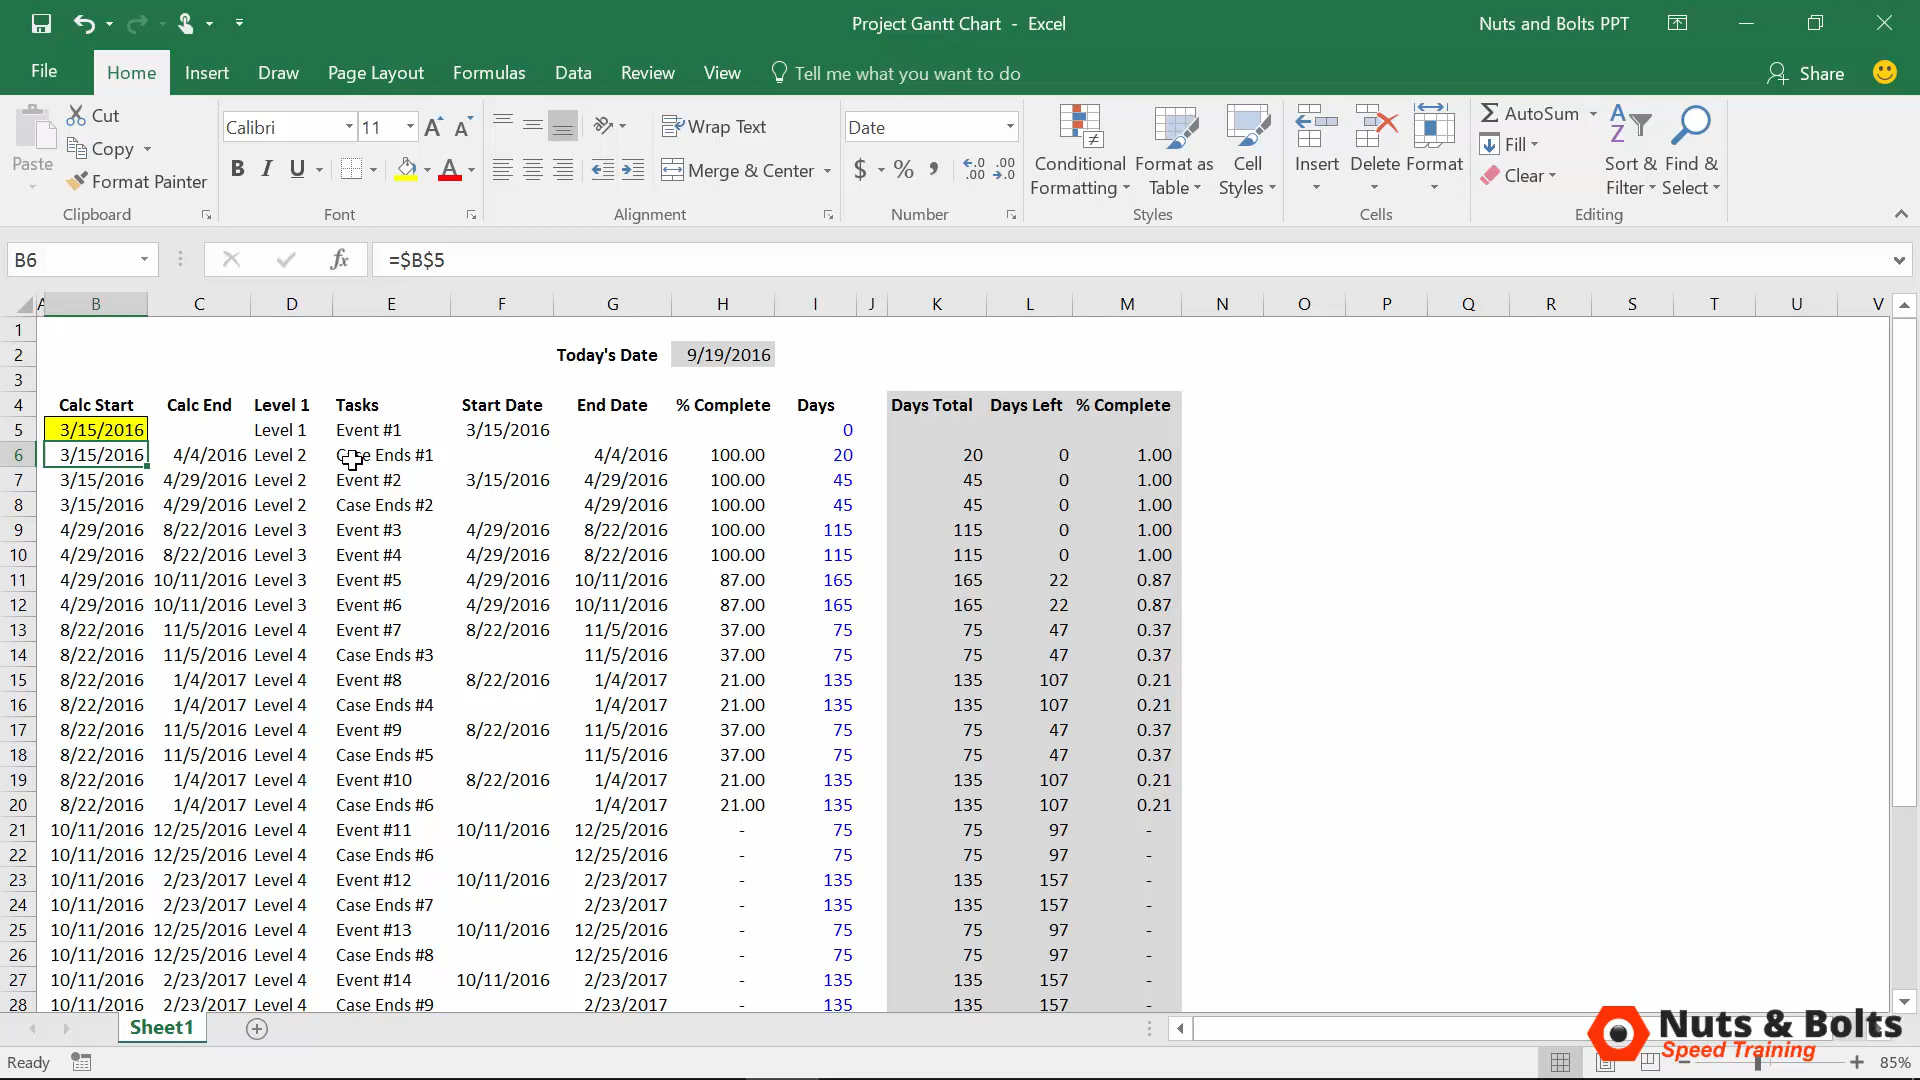 Project Gantt Chart - Excel
Nuts and Bolts PPT
File Home Insert Draw Page Layout Formulas Data Review View Tell me what you want to do Share
Paste
Cut
Copy
Format Painter
Clipboard
Calibri 11 A A
B I U A
Font
Wrap Text
Merge & Center
Alignment
Date
$ % , .0 .00 .00 .0
Number
Conditional Formatting
Format as Table
Cell Styles
Styles
Insert Delete Format
Cells
AutoSum
Fill
Clear
Sort & Filter
Find & Select
Editing
B6 fx =$B$5
A B C D E F G H I J K L M N O P Q R S T U V
1
2 Today's Date 9/19/2016
3
4 Calc Start Calc End Level 1 Tasks Start Date End Date % Complete Days Days Total Days Left % Complete
5 3/15/2016 Level 1 Event #1 3/15/2016 0
6 3/15/2016 4/4/2016 Level 2 Ends #1 4/4/2016 100.00 20 20 0 1.00
7 3/15/2016 4/29/2016 Level 2 Event #2 3/15/2016 4/29/2016 100.00 45 45 0 1.00
8 3/15/2016 4/29/2016 Level 2 Case Ends #2 4/29/2016 100.00 45 45 0 1.00
9 4/29/2016 8/22/2016 Level 3 Event #3 4/29/2016 8/22/2016 100.00 115 115 0 1.00
10 4/29/2016 8/22/2016 Level 3 Event #4 4/29/2016 8/22/2016 100.00 115 115 0 1.00
11 4/29/2016 10/11/2016 Level 3 Event #5 4/29/2016 10/11/2016 87.00 165 165 22 0.87
12 4/29/2016 10/11/2016 Level 3 Event #6 4/29/2016 10/11/2016 87.00 165 165 22 0.87
13 8/22/2016 11/5/2016 Level 4 Event #7 8/22/2016 11/5/2016 37.00 75 75 47 0.37
14 8/22/2016 11/5/2016 Level 4 Case Ends #3 11/5/2016 37.00 75 75 47 0.37
15 8/22/2016 1/4/2017 Level 4 Event #8 8/22/2016 1/4/2017 21.00 135 135 107 0.21
16 8/22/2016 1/4/2017 Level 4 Case Ends #4 1/4/2017 21.00 135 135 107 0.21
17 8/22/2016 11/5/2016 Level 4 Event #9 8/22/2016 11/5/2016 37.00 75 75 47 0.37
18 8/22/2016 11/5/2016 Level 4 Case Ends #5 11/5/2016 37.00 75 75 47 0.37
19 8/22/2016 1/4/2017 Level 4 Event #10 8/22/2016 1/4/2017 21.00 135 135 107 0.21
20 8/22/2016 1/4/2017 Level 4 Case Ends #6 1/4/2017 21.00 135 135 107 0.21
21 10/11/2016 12/25/2016 Level 4 Event #11 10/11/2016 12/25/2016 - 75 75 97 -
22 10/11/2016 12/25/2016 Level 4 Case Ends #6 12/25/2016 - 75 75 97 -
23 10/11/2016 2/23/2017 Level 4 Event #12 10/11/2016 2/23/2017 - 135 135 157 -
24 10/11/2016 2/23/2017 Level 4 Case Ends #7 2/23/2017 - 135 135 157 -
25 10/11/2016 12/25/2016 Level 4 Event #13 10/11/2016 12/25/2016 - 75 75 97 -
26 10/11/2016 12/25/2016 Level 4 Case Ends #8 12/25/2016 - 75 75 97 -
27 10/11/2016 2/23/2017 Level 4 Event #14 10/11/2016 2/23/2017 - 135 135 157 -
28 10/11/2016 2/23/2017 Level 4 Case Ends #9 2/23/2017 - 135 135 157 -
Sheet1
Nuts & Bolts
Speed Training
Ready 85%